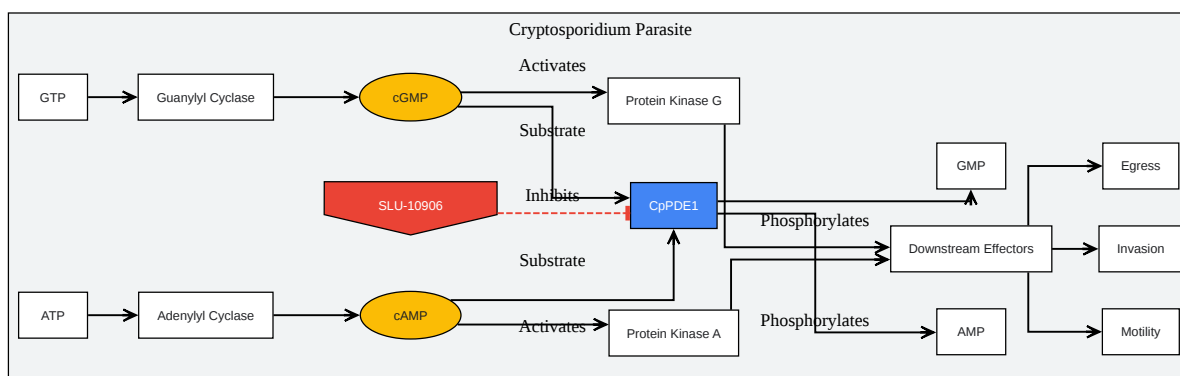 Cryptosporidium Parasite
Activates
GTP
Guanylyl Cyclase
cGMP
Protein Kinase G
Substrate
GMP
Egress
SLU-10906
Inhibits
CpPDE1
Phosphorylates
Downstream Effectors
Invasion
Substrate
ATP
Adenylyl Cyclase
cAMP
Activates
Protein Kinase A
Phosphorylates
AMP
Motility